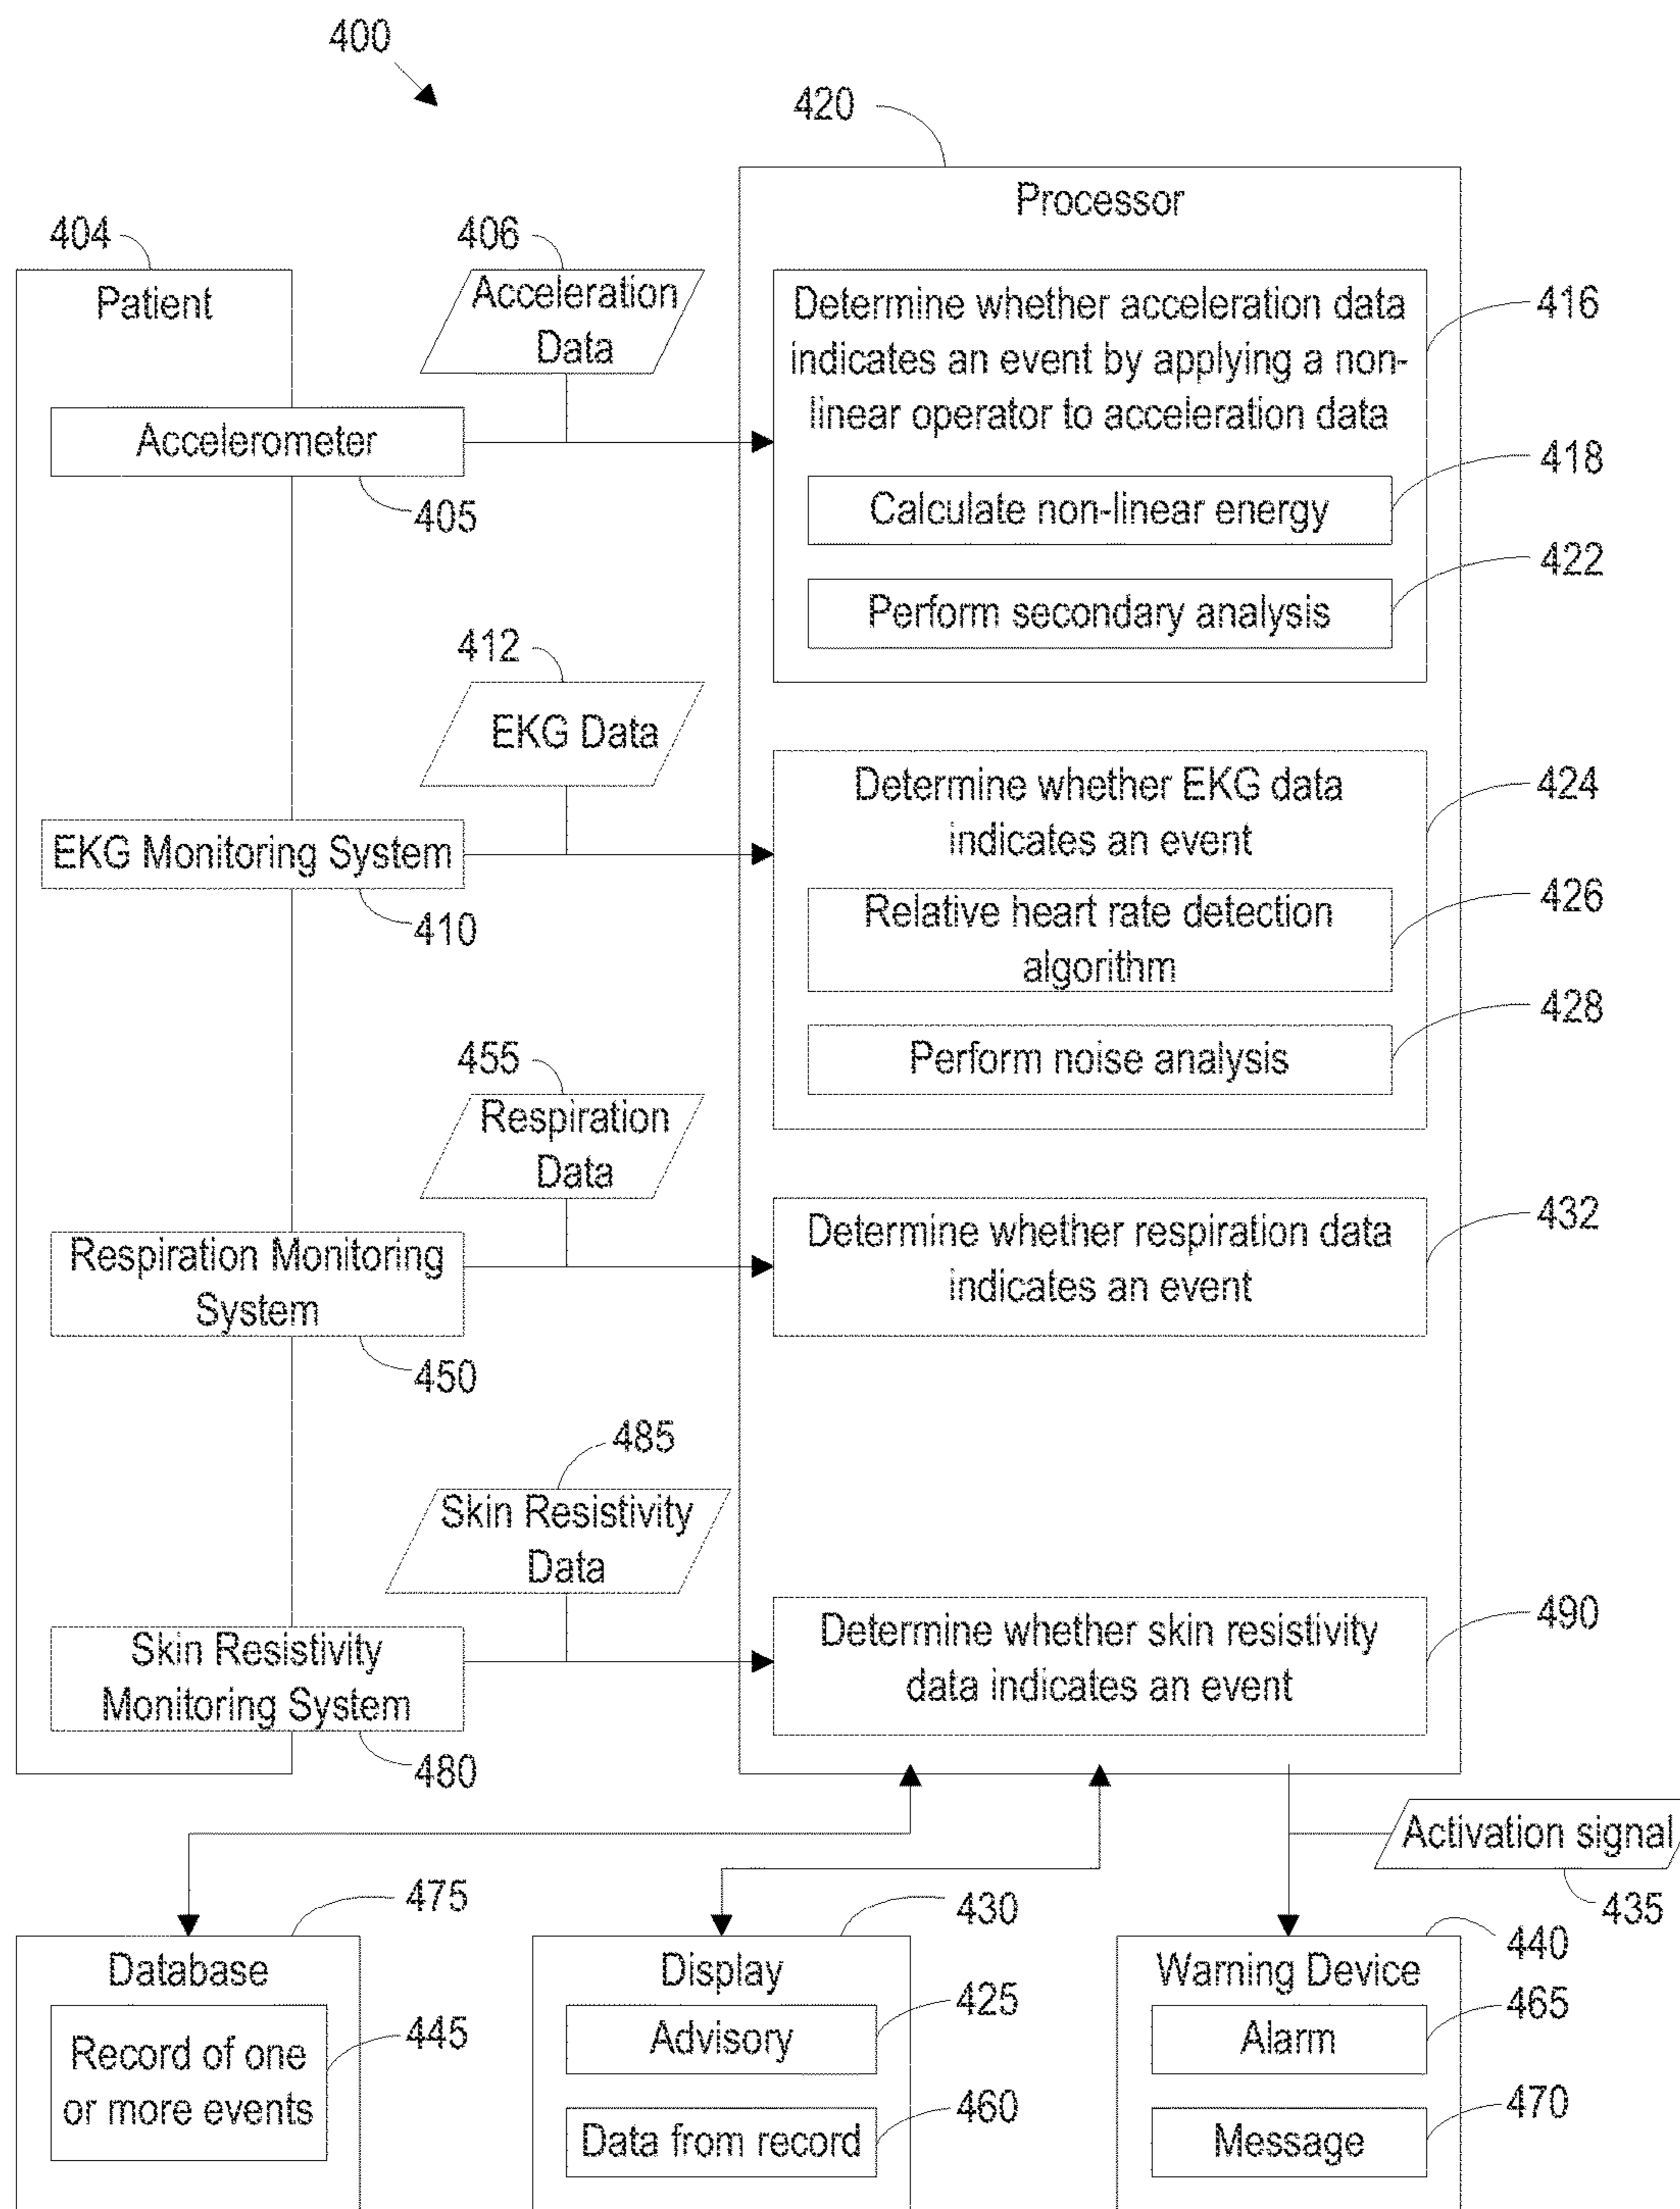 400
420
Processor
404
Patient
406
Acceleration
Data
Determine whether acceleration data
indicates an event by applying a non-
linear operator to acceleration data
416
Accelerometer
405
Calculate non-linear energy
418
Perform secondary analysis
422
412
EKG Data
Determine whether EKG data
indicates an event
424
EKG Monitoring System
410
Relative heart rate detection
algorithm
426
Perform noise analysis
428
455
Respiration
Data
Respiration Monitoring
System
450
Determine whether respiration data
indicates an event
432
485
Skin Resistivity
Data
Skin Resistivity
Monitoring System
480
Determine whether skin resistivity
data indicates an event
490
Activation signal
435
475
Database
Record of one
or more events
445
430
Display
Advisory
425
Data from record
460
440
Warning Device
Alarm
465
Message
470